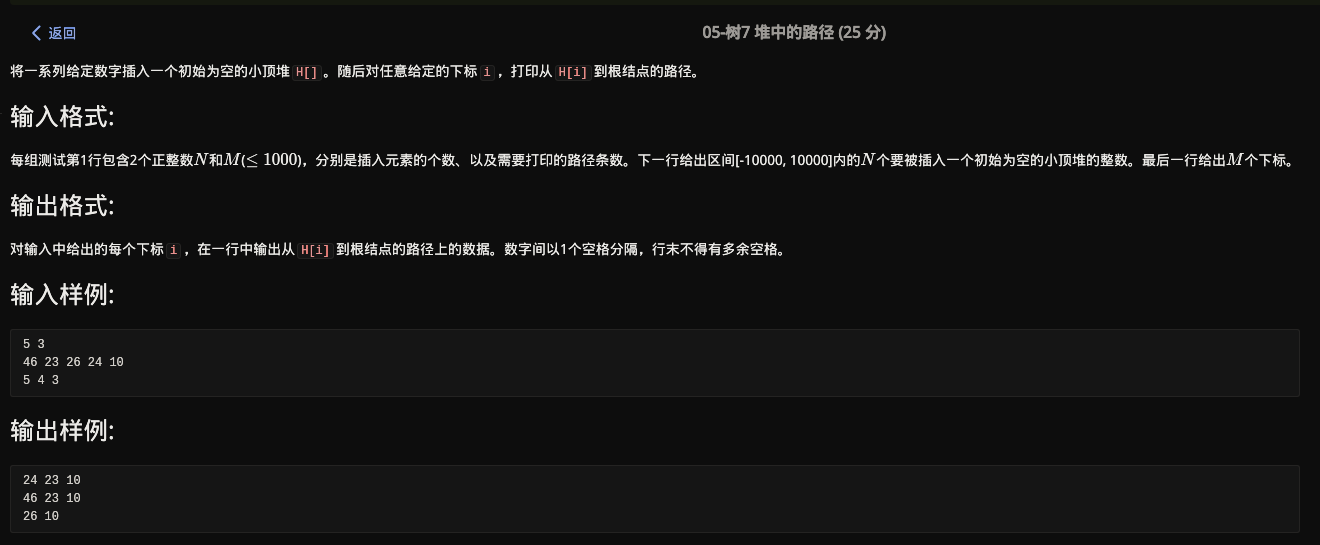 返回
05-树7 堆中的路径 (25 分)
将一系列给定数字插入一个初始为空的小顶堆 H[] 。随后对任意给定的下标 i ，打印从 H[i] 到根结点的路径。
输入格式:
每组测试第1行包含2个正整数N和M(≤ 1000)，分别是插入元素的个数、以及需要打印的路径条数。下一行给出区间[-10000, 10000]内的N个要被插入一个初始为空的小顶堆的整数。最后一行给出M个下标。
输出格式:
对输入中给出的每个下标 i ，在一行中输出从 H[i] 到根结点的路径上的数据。数字间以1个空格分隔，行末不得有多余空格。
输入样例:
5 3
46 23 26 24 10
5 4 3
输出样例:
24 23 10
46 23 10
26 10